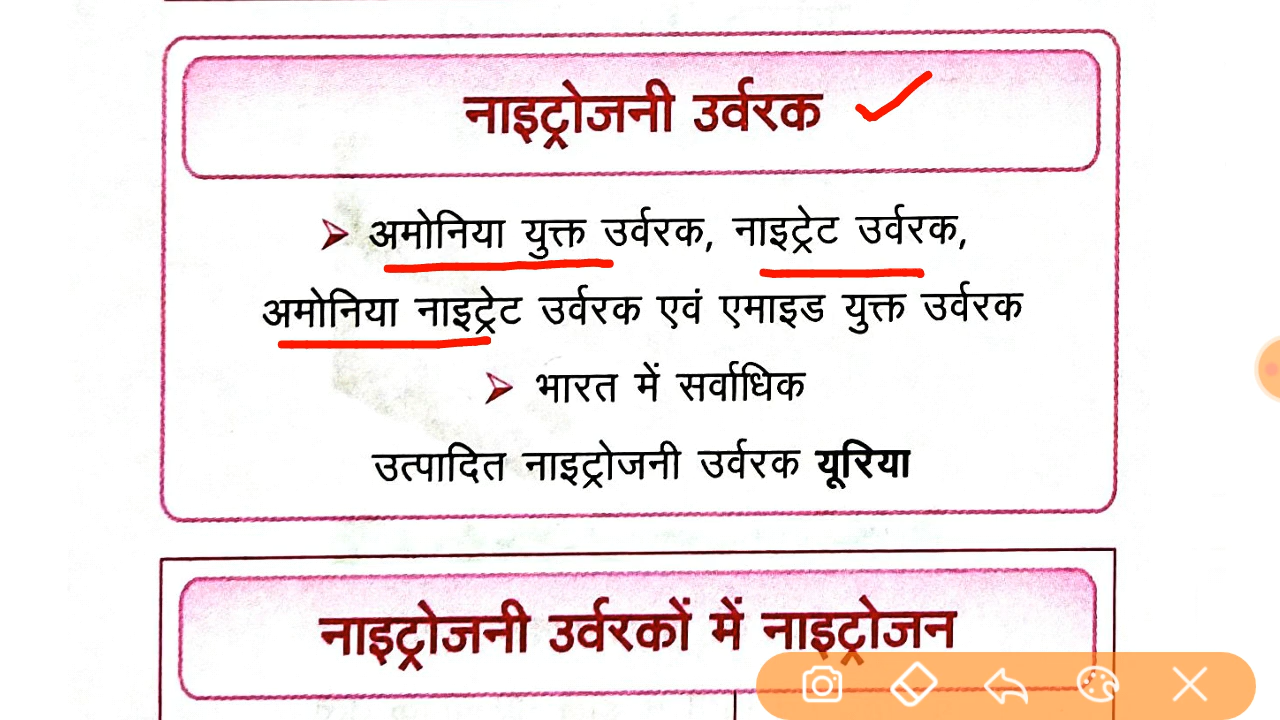 नाइट्रोजनी उर्वरक
➢ अमोनिया युक्त उर्वरक, नाइट्रेट उर्वरक,
अमोनिया नाइट्रेट उर्वरक एवं एमाइड युक्त उर्वरक
➢ भारत में सर्वाधिक
उत्पादित नाइट्रोजनी उर्वरक यूरिया
नाइट्रोजनी उर्वरकों में नाइट्रोजन